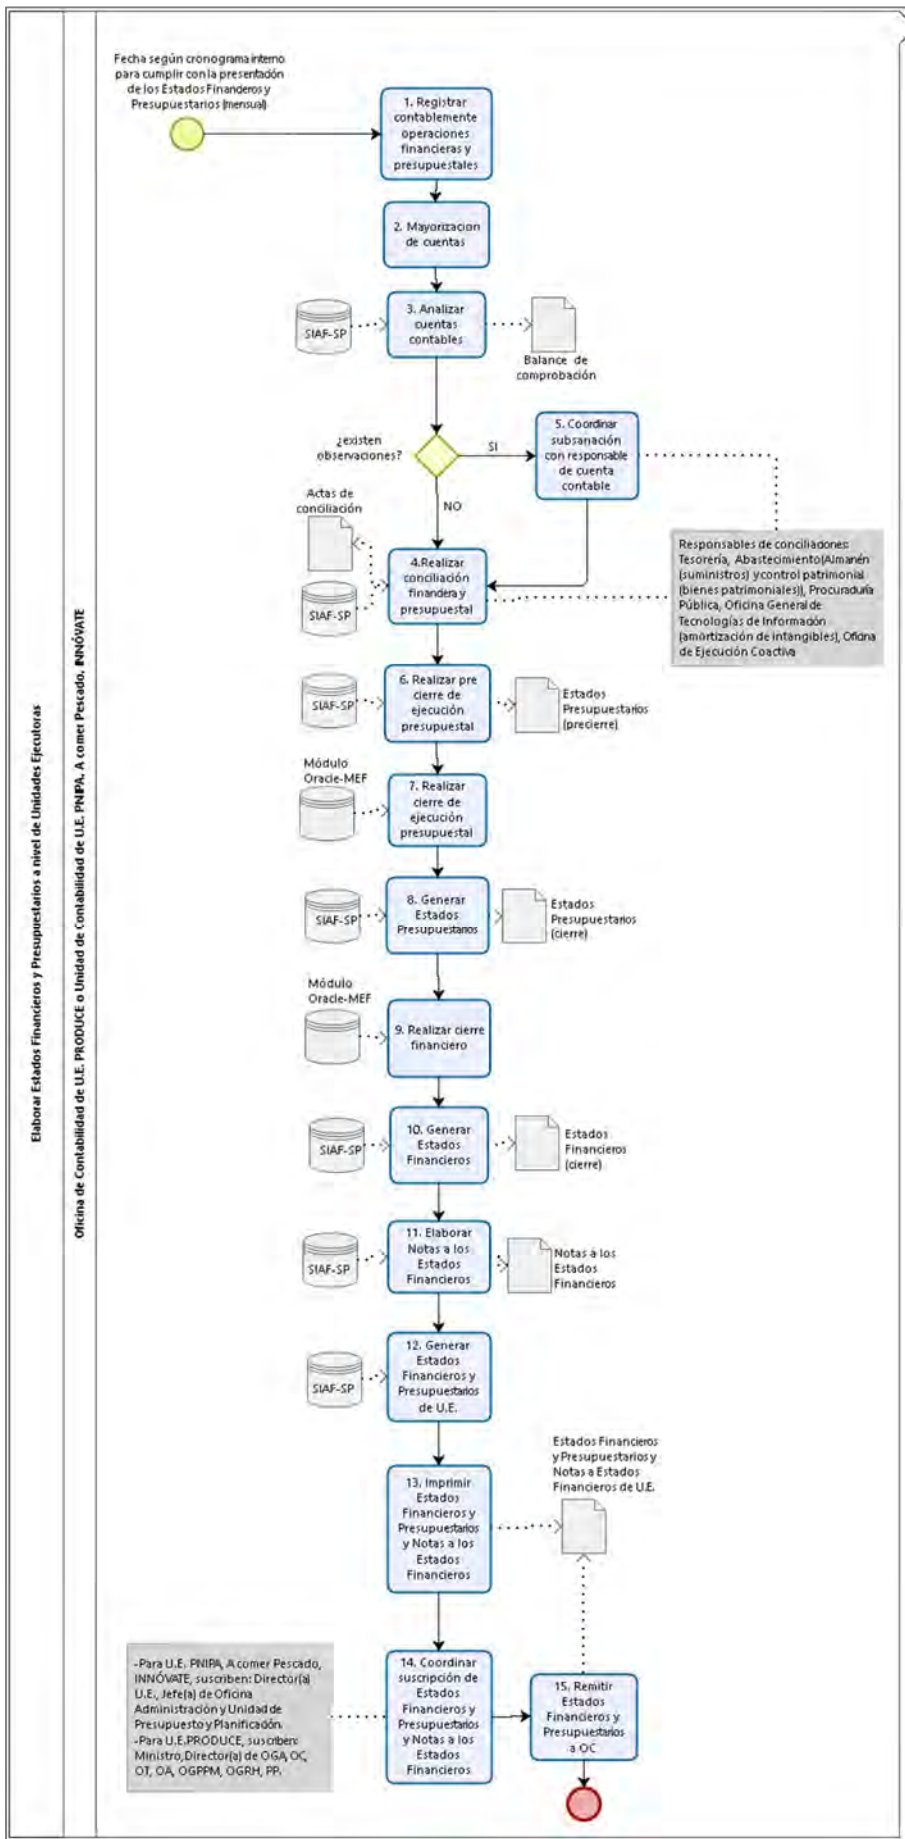 Elaborar Estados Financieros y Presupuestarios a nivel de Unidades Ejecutoras
Oficina de Contabilidad de U.E. PRODUCE o Unidad de Contabilidad de U.E. PNIPA, A comer Pescado, INNÓVATE
Fecha según cronograma interno
para cumplir con la presentación
de los Estados Financieros y
Presupuestarios (mensual)
1. Registrar
contablemente
operaciones
financieras y
presupuestales
2. Mayorizacion
de cuentas
3. Analizar
cuentas
contables
SIAF-SP
Balance de
comprobación
¿existen
observaciones?
SI
NO
5. Coordinar
subsanación
con responsable
de cuenta
contable
Actas de
conciliación
4.Realizar
conciliación
financiera y
presupuestal
SIAF-SP
Responsables de conciliaciones:
Tesorería, Abastecimiento(Almanén
(suministros) y control patrimonial
(bienes patrimoniales)), Procuraduría
Pública, Oficina General de
Tecnologías de Información
(amortización de intangibles), Oficina
de Ejecución Coactiva
6. Realizar pre
cierre de
ejecución
presupuestal
SIAF-SP
Estados
Presupuestarios
(precierre)
Módulo
Oracle-MEF
7. Realizar
cierre de
ejecución
presupuestal
8. Generar
Estados
Presupuestarios
SIAF-SP
Estados
Presupuestarios
(cierre)
Módulo
Oracle-MEF
9. Realizar cierre
financiero
10. Generar
Estados
Financieros
SIAF-SP
Estados
Financieros
(cierre)
11. Elaborar
Notas a los
Estados
Financieros
SIAF-SP
Notas a los
Estados
Financieros
12. Generar
Estados
Financieros y
Presupuestarios
de U.E.
SIAF-SP
Estados Financieros
y Presupuestarios y
Notas a Estados
Financieros de U.E.
13. Imprimir
Estados
Financieros y
Presupuestarios
y Notas a los
Estados
Financieros
-Para U.E. PNIPA, A comer Pescado,
INNÓVATE, suscriben: Director(a)
U.E., Jefe(a) de Oficina
Administración y Unidad de
Presupuesto y Planificación.
-Para U.E.PRODUCE, suscriben:
Ministro, Director(a) de OGA, OC,
OT, OA, OGPPM, OGRH, PP.
14. Coordinar
suscripción de
Estados
Financieros y
Presupuestarios
y Notas a los
Estados
Financieros
15. Remitir
Estados
Financieros y
Presupuestarios
a OC